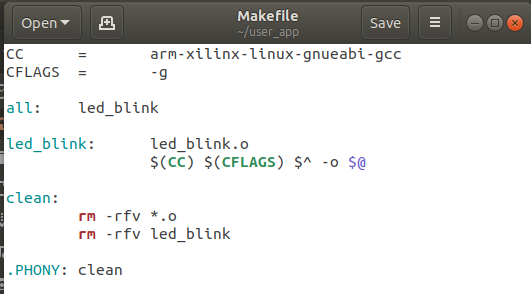 Open
Makefile
~/user_app
Save
CC = arm-xilinx-linux-gnueabi-gcc
CFLAGS = -g
all: led_blink
led_blink: led_blink.o
$(CC) $(CFLAGS) $^ -o $@
clean:
rm -rfv *.o
rm -rfv led_blink
.PHONY: clean